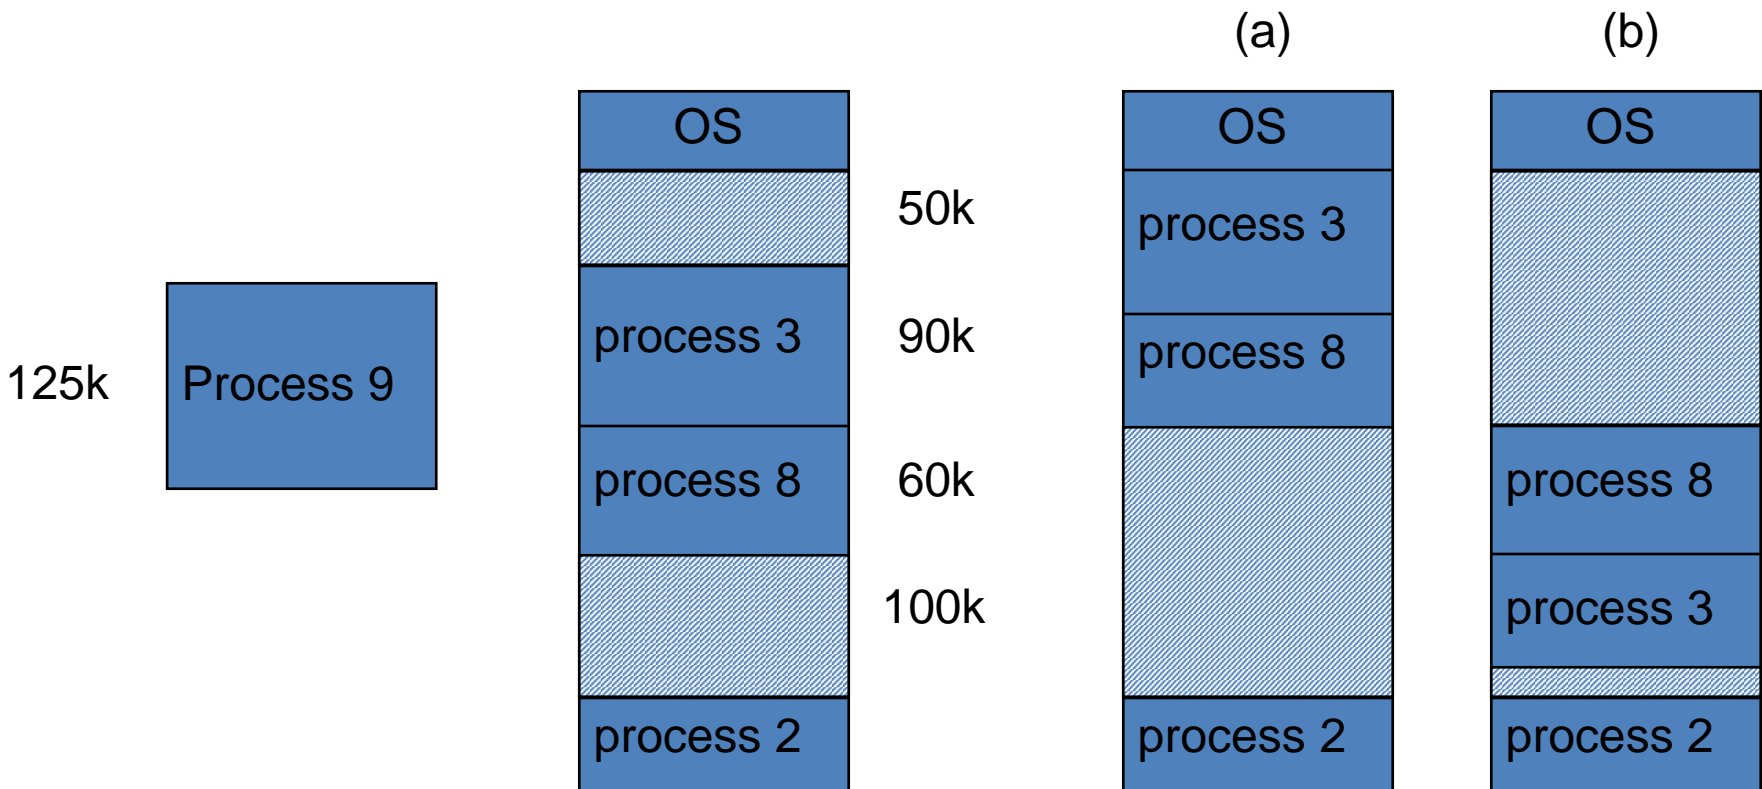 (a)
(b)
125k
Process 9
OS
50k
process 3
90k
process 8
60k
100k
process 2
OS
process 3
process 8
process 2
OS
process 8
process 3
process 2